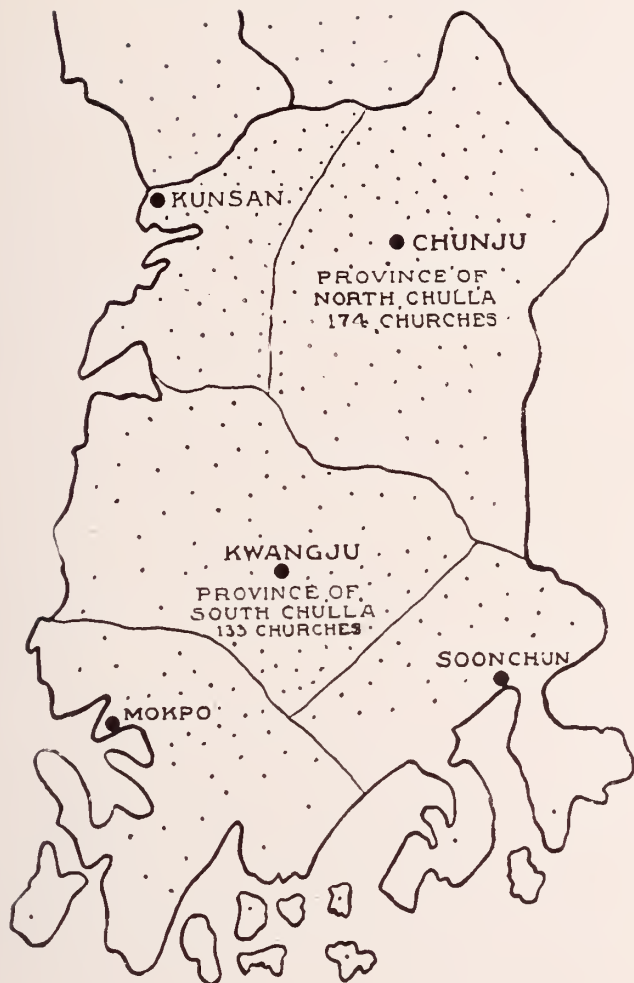 KUNSAN
CHUNJU
PROVINCE OF
NORTH CHULLA
174 CHURCHES
KWANGJU
PROVINCE OF
SOUTH CHULLA
133 CHURCHES
SOONCHUN
MOKPO